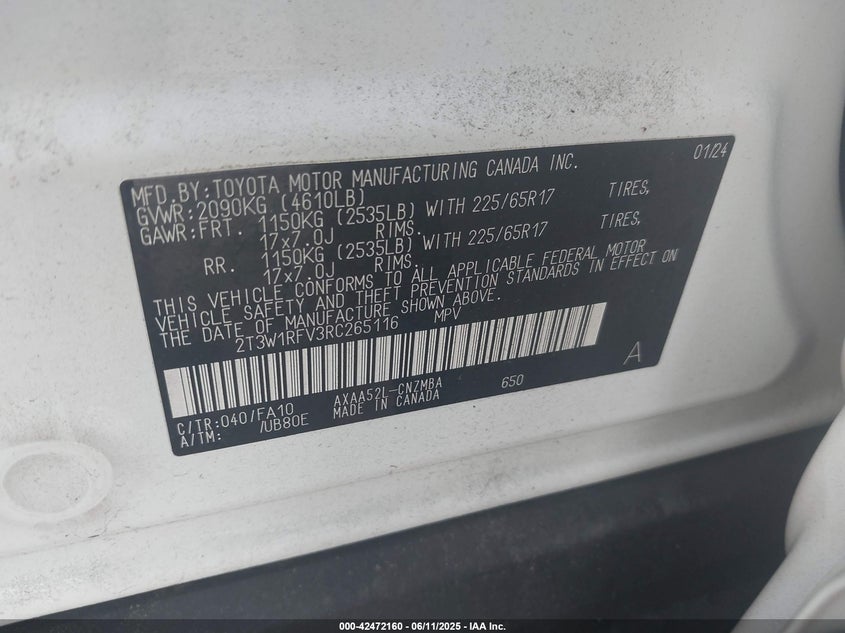 MFD.BY:TOYOTA MOTOR MANUFACTURING CANADA INC. 01/24
GVWR:2090KG (4610LB)
GAWR:FRT. 1150KG (2535LB) WITH 225/65R17 TIRES,
17x7.0J RIMS.
RR. 1150KG (2535LB) WITH 225/65R17 TIRES,
17x7.0J RIMS.
THIS VEHICLE CONFORMS TO ALL APPLICABLE FEDERAL MOTOR
VEHICLE SAFETY AND THEFT PREVENTION STANDARDS IN EFFECT ON
THE DATE OF MANUFACTURE SHOWN ABOVE.
2T3W1RFV3RC265116 MPV
A
C/TR:040/FA10 AXAA52L-CNZMBA 650
A/TM: /UB80E MADE IN CANADA
000-42472160 - 06/11/2025 - IAA Inc.